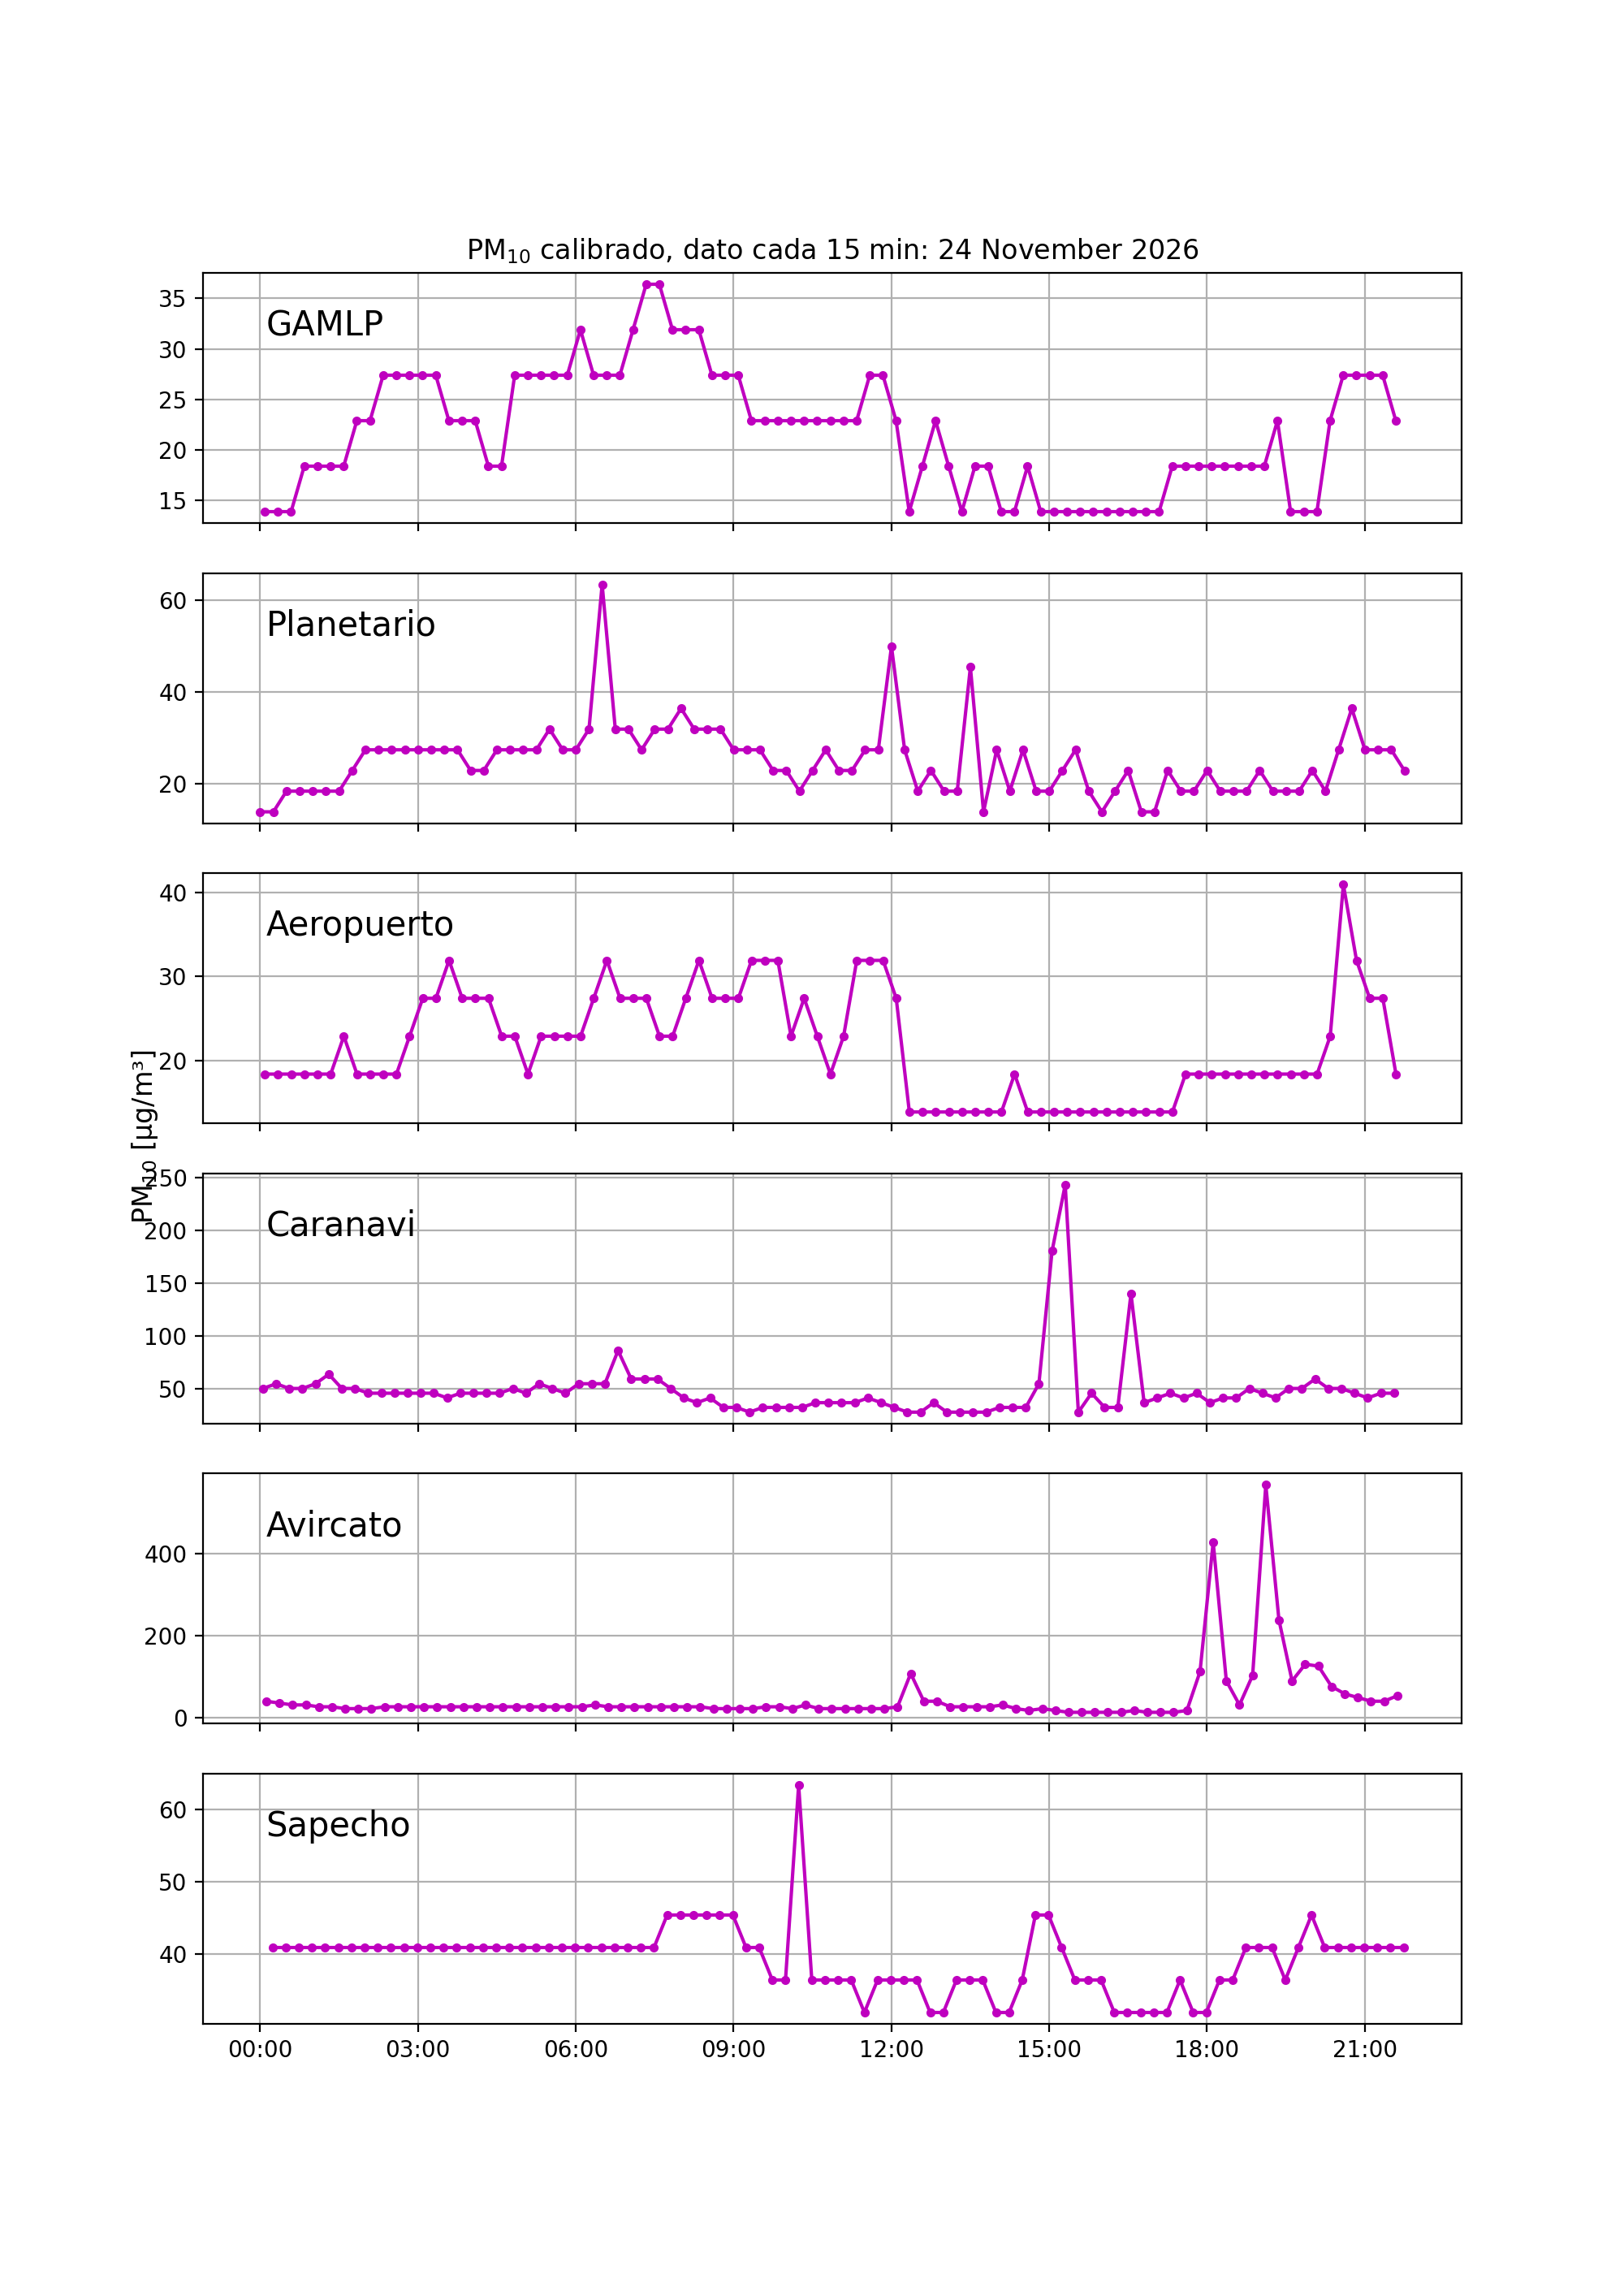 PM₁₀ calibrado, dato cada 15 min: 24 November 2026
35
30
25
20
15
GAMLP
60
40
20
Planetario
40
30
20
Aeropuerto
PM₁₀ [µg/m³]
250
200
150
100
50
Caranavi
400
200
0
Avircato
60
50
40
Sapecho
00:00 03:00 06:00 09:00 12:00 15:00 18:00 21:00